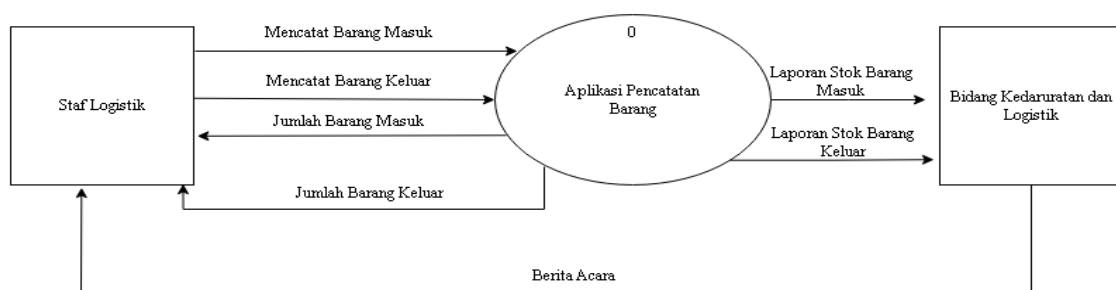 0
Mencatat Barang Masuk
Mencatat Barang Keluar
Staf Logistik
Jumlah Barang Masuk
Jumlah Barang Keluar
Aplikasi Pencatatan
Barang
Laporan Stok Barang
Masuk
Laporan Stok Barang
Keluar
Bidang Kedaruratan dan
Logistik
Berita Acara